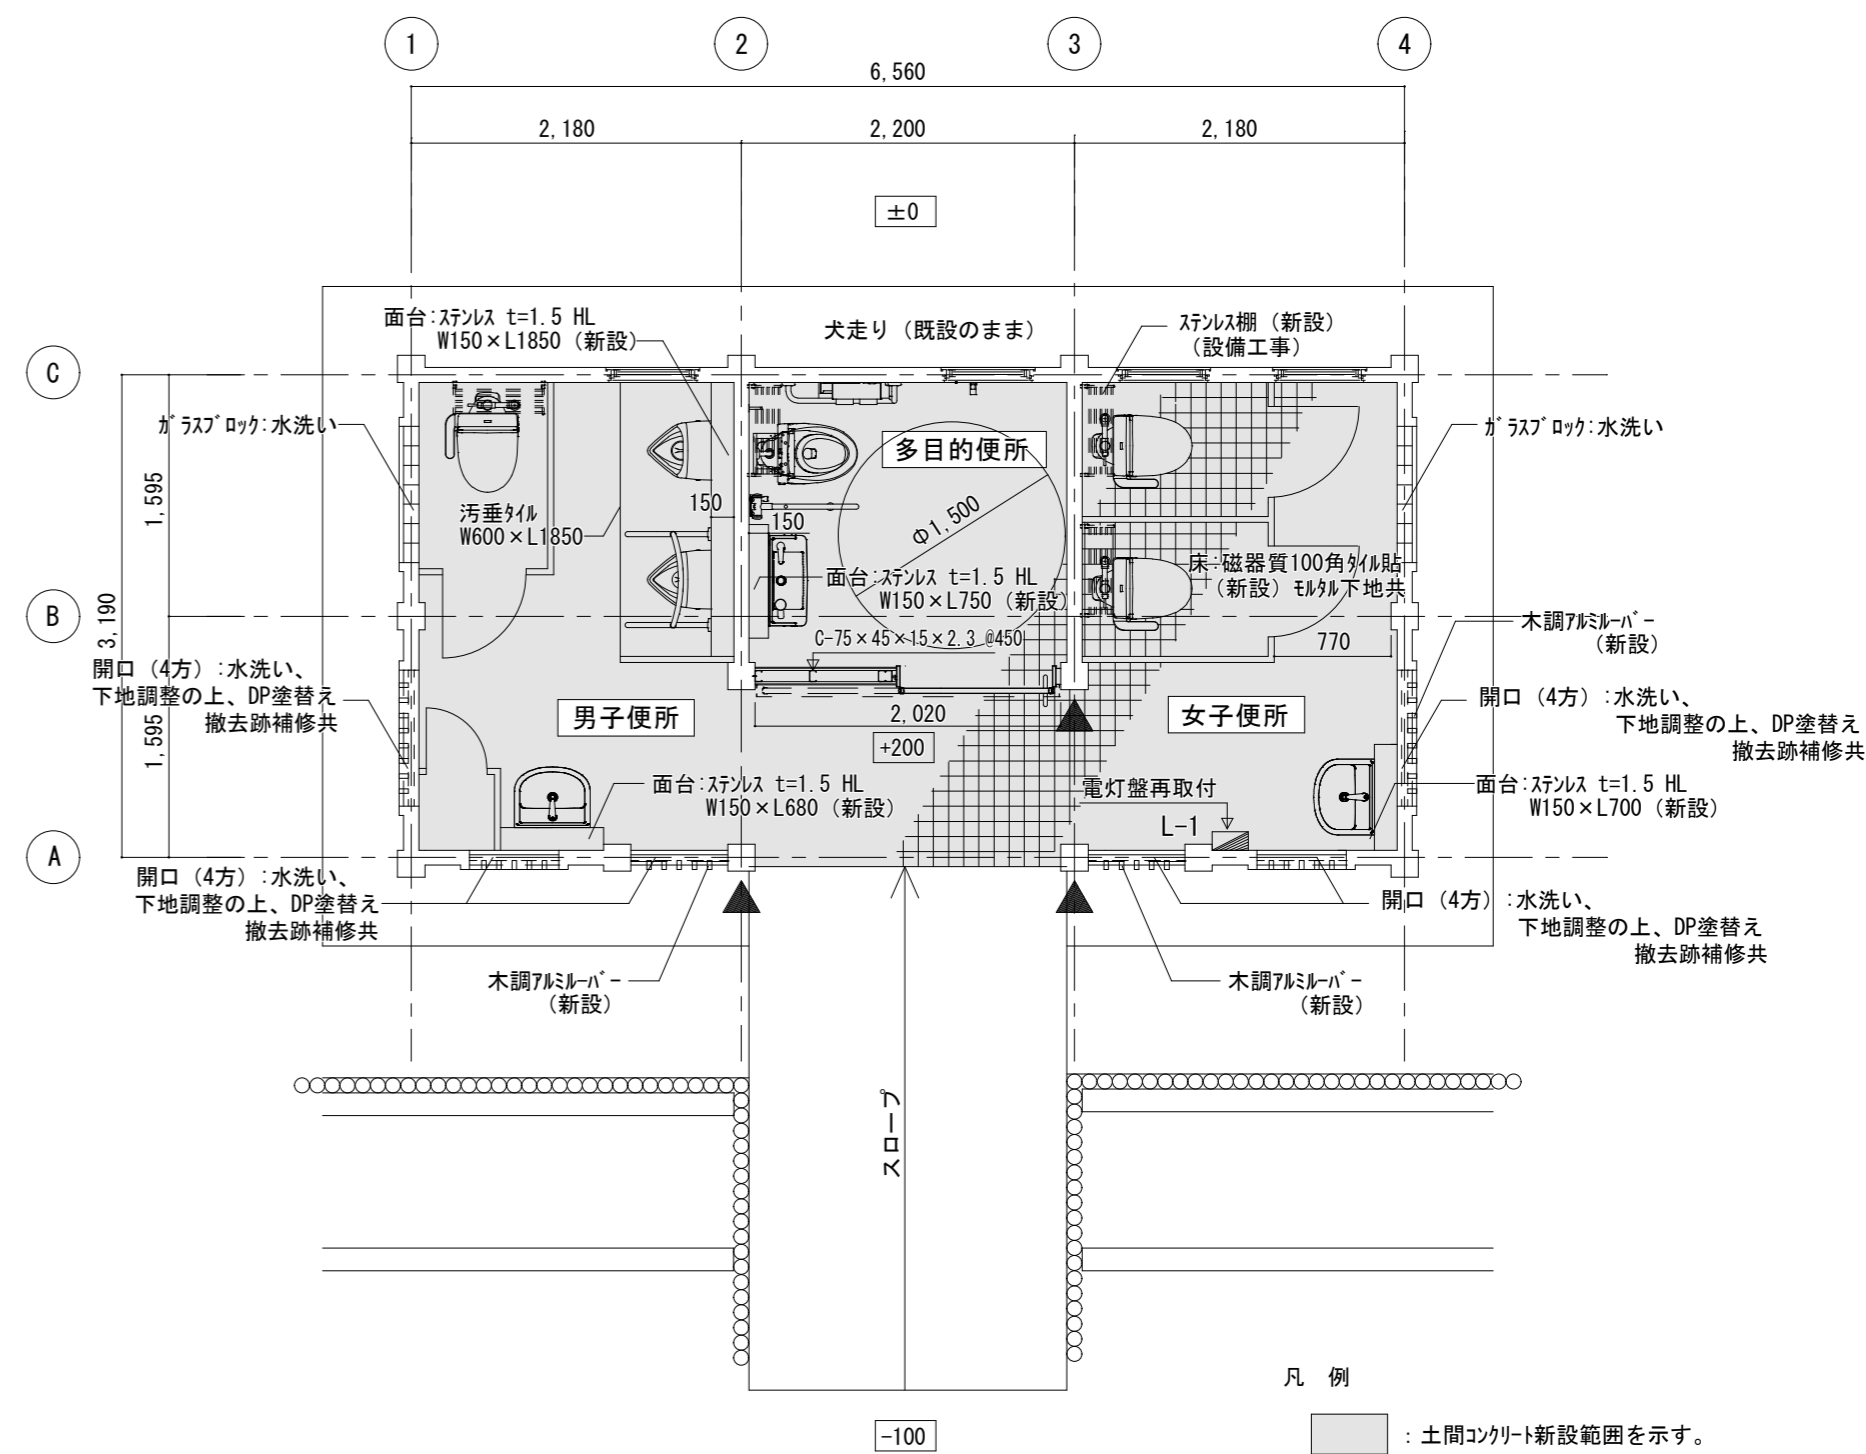 1
2
3
4
6,560
2,180
2,200
2,180
±0
面台:ステンレス t=1.5 HL
W150×L1850 (新設)
犬走り (既設のまま)
ステンレス棚 (新設)
(設備工事)
C
ガラスブロック:水洗い
ガラスブロック:水洗い
多目的便所
1,595
汚垂タイル
W600×L1850
150
150
Φ1,500
面台:ステンレス t=1.5 HL
W150×L750 (新設)
床:磁器質100角タイル貼
(新設) モルタル下地共
B
3,190
C-75×45×15×2.3 @450
770
木調アルミルーバー
(新設)
開口 (4方) :水洗い、
下地調整の上、DP塗替え
撤去跡補修共
1,595
男子便所
2,020
+200
女子便所
開口 (4方) :水洗い、
下地調整の上、DP塗替え
撤去跡補修共
面台:ステンレス t=1.5 HL
W150×L680 (新設)
電灯盤再取付
L-1
面台:ステンレス t=1.5 HL
W150×L700 (新設)
A
開口 (4方) :水洗い、
下地調整の上、DP塗替え
撤去跡補修共
開口 (4方) :水洗い、
下地調整の上、DP塗替え
撤去跡補修共
木調アルミルーバー
(新設)
木調アルミルーバー
(新設)
スロープ
凡 例
-100
: 土間コンクリート新設範囲を示す。